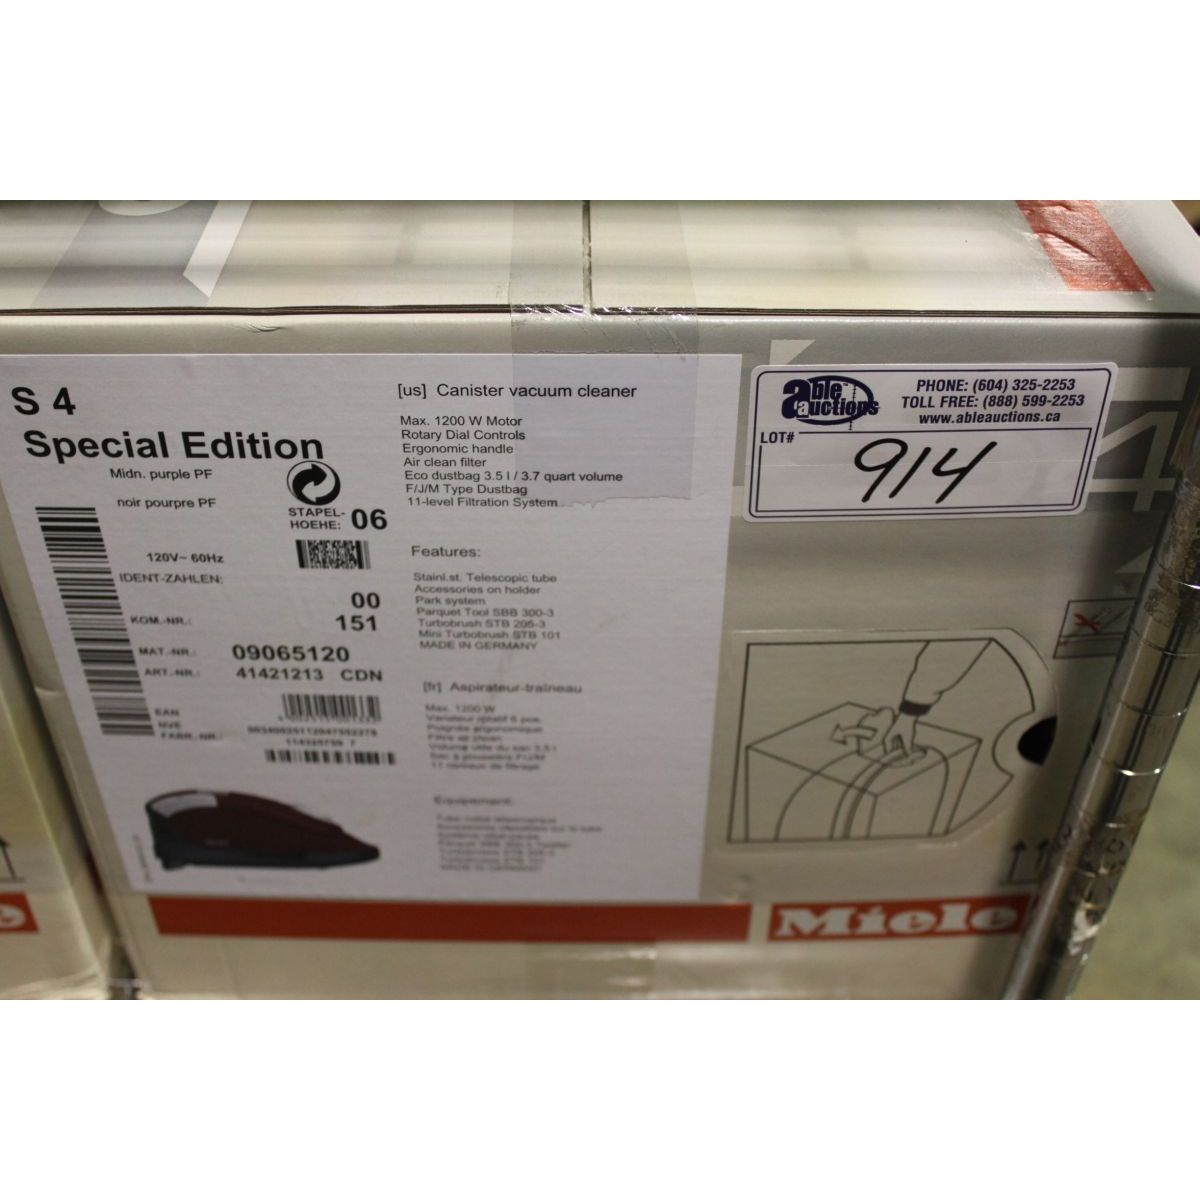 S 4
Special Edition
Midn. purple PF
noir pourpre PF
STAPEL-
HOEHE: 06
120V~ 60Hz
IDENT-ZAHLEN:
00
KOM.-NR.: 151
MAT.-NR.: 09065120
ART.-NR.: 41421213 CDN
EAN
NVE
FABR.-NR.:
[us] Canister vacuum cleaner
Max. 1200 W Motor
Rotary Dial Controls
Ergonomic handle
Air clean filter
Eco dustbag 3.5 l / 3.7 quart volume
F/J/M Type Dustbag
11-level Filtration System
Features:
Stainl.st. Telescopic tube
Accessories on holder
Park system
Parquet Tool SBB 300-3
Turbobrush STB 205-3
Mini Turbobrush STB 101
MADE IN GERMANY
[fr] Aspirateur-traîneau
Max. 1200 W
Equipement:
MADE IN GERMANY
able auctions
PHONE: (604) 325-2253
TOLL FREE: (888) 599-2253
www.ableauctions.ca
LOT#
914
Miele